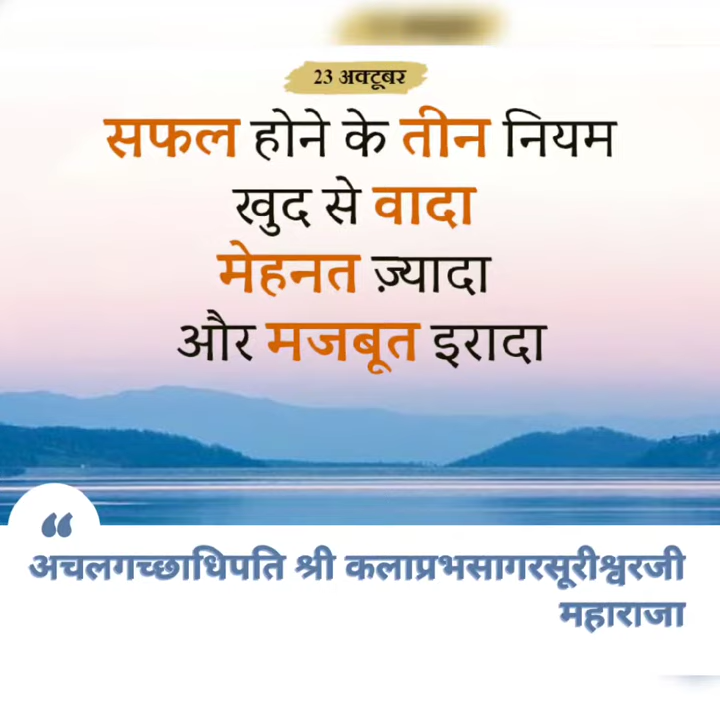 23 अक्टूबर
सफल होने के तीन नियम
खुद से वादा
मेहनत ज़्यादा
और मजबूत इरादा
“
अचलगच्छाधिपति श्री कलाप्रभसागरसूरीश्वरजी
महाराजा